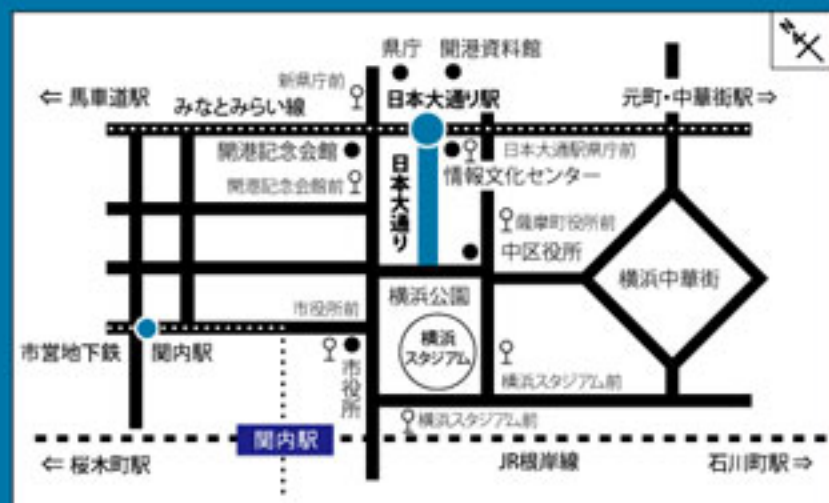 N
県庁
開港資料館
新県庁前
⇐馬車道駅
日本大通り駅
元町・中華街駅⇒
みなとみらい線
開港記念会館
日本大通駅県庁前
情報文化センター
開港記念会館前
日本大通り
薩摩町役所前
中区役所
横浜中華街
横浜公園
市役所前
横浜
スタジアム
市営地下鉄
関内駅
市役所
横浜スタジアム前
横浜スタジアム前
関内駅
⇐桜木町駅
JR根岸線
石川町駅⇒